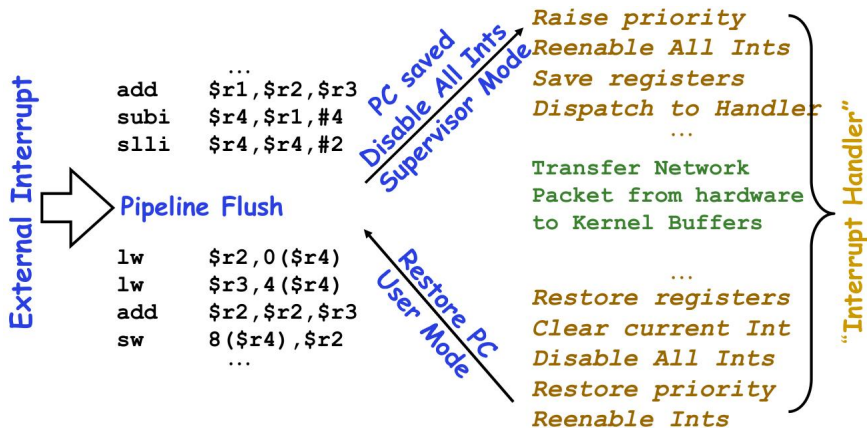 External Interrupt
…
add $r1,$r2,$r3
subi $r4,$r1,#4
slli $r4,$r4,#2
Pipeline Flush
lw $r2,0($r4)
lw $r3,4($r4)
add $r2,$r2,$r3
sw 8($r4),$r2
…
PC saved
Disable All Ints
Supervisor Mode
Restore PC
User Mode
Raise priority
Reenable All Ints
Save registers
Dispatch to Handler
…
Transfer Network
Packet from hardware
to Kernel Buffers
…
Restore registers
Clear current Int
Disable All Ints
Restore priority
Reenable Ints
“Interrupt Handler”